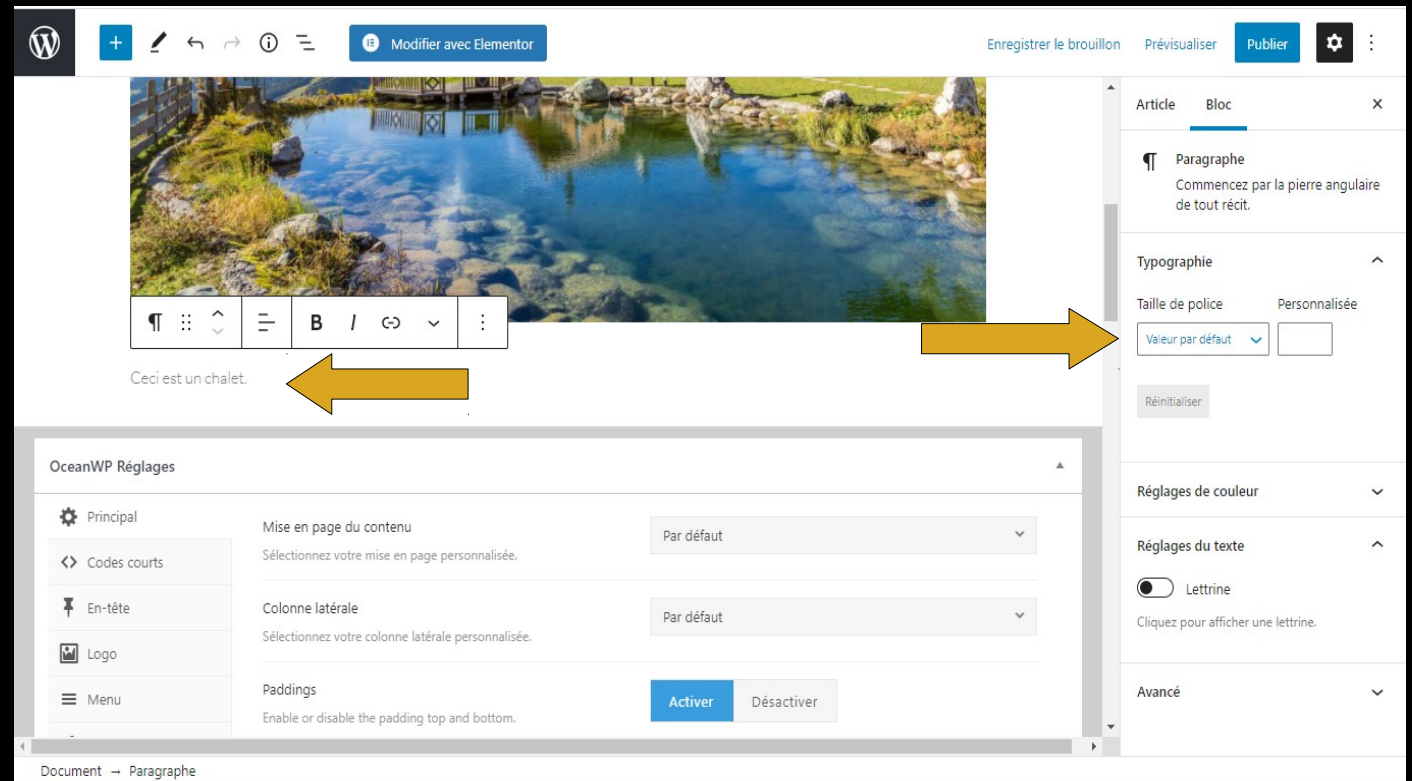 Modifier avec Elementor
Enregistrer le brouillon
Prévisualiser
Publier
Article
Bloc
Paragraphe
Commencez par la pierre angulaire
de tout récit.
Typographie
Taille de police
Personnalisée
Valeur par défaut
Réinitialiser
B I
Ceci est un chalet.
Réglages de couleur
Réglages du texte
Lettrine
Cliquez pour afficher une lettrine.
Avancé
OceanWP Réglages
Principal
Codes courts
En-tête
Logo
Menu
Mise en page du contenu
Sélectionnez votre mise en page personnalisée.
Par défaut
Colonne latérale
Sélectionnez votre colonne latérale personnalisée.
Par défaut
Paddings
Enable or disable the padding top and bottom.
Activer
Désactiver
Document → Paragraphe